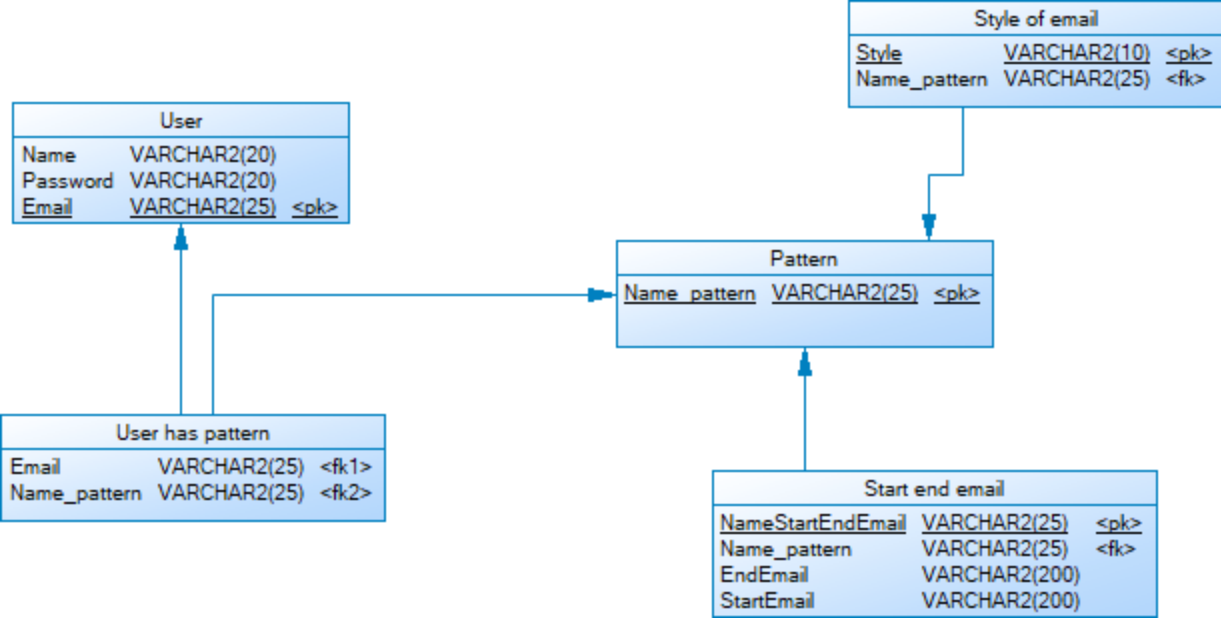 Style of email
Style VARCHAR2(10) <pk>
Name_pattern VARCHAR2(25) <fk>
User
Name VARCHAR2(20)
Password VARCHAR2(20)
Email VARCHAR2(25) <pk>
Pattern
Name_pattern VARCHAR2(25) <pk>
User has pattern
Email VARCHAR2(25) <fk1>
Name_pattern VARCHAR2(25) <fk2>
Start end email
NameStartEndEmail VARCHAR2(25) <pk>
Name_pattern VARCHAR2(25) <fk>
EndEmail VARCHAR2(200)
StartEmail VARCHAR2(200)